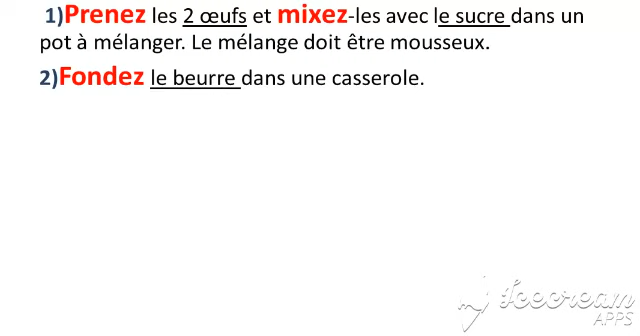 1)Prenez les 2 œufs et mixez-les avec le sucre dans un
pot à mélanger. Le mélange doit être mousseux.
2)Fondez le beurre dans une casserole.
Icecream
APPS